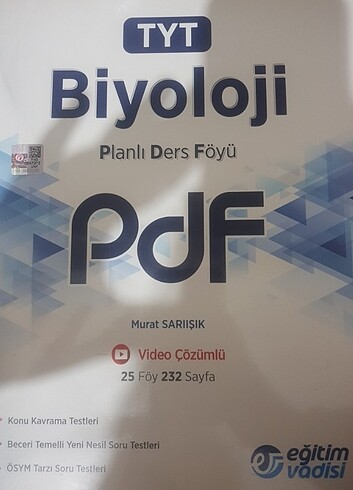 TYT
Biyoloji
Planlı Ders Föyü
PdF
Murat SARIIŞIK
Video Çözümlü
25 Föy 232 Sayfa
Konu Kavrama Testleri
Beceri Temelli Yeni Nesil Soru Testleri
ÖSYM Tarzı Soru Testleri
eğitim
vadisi